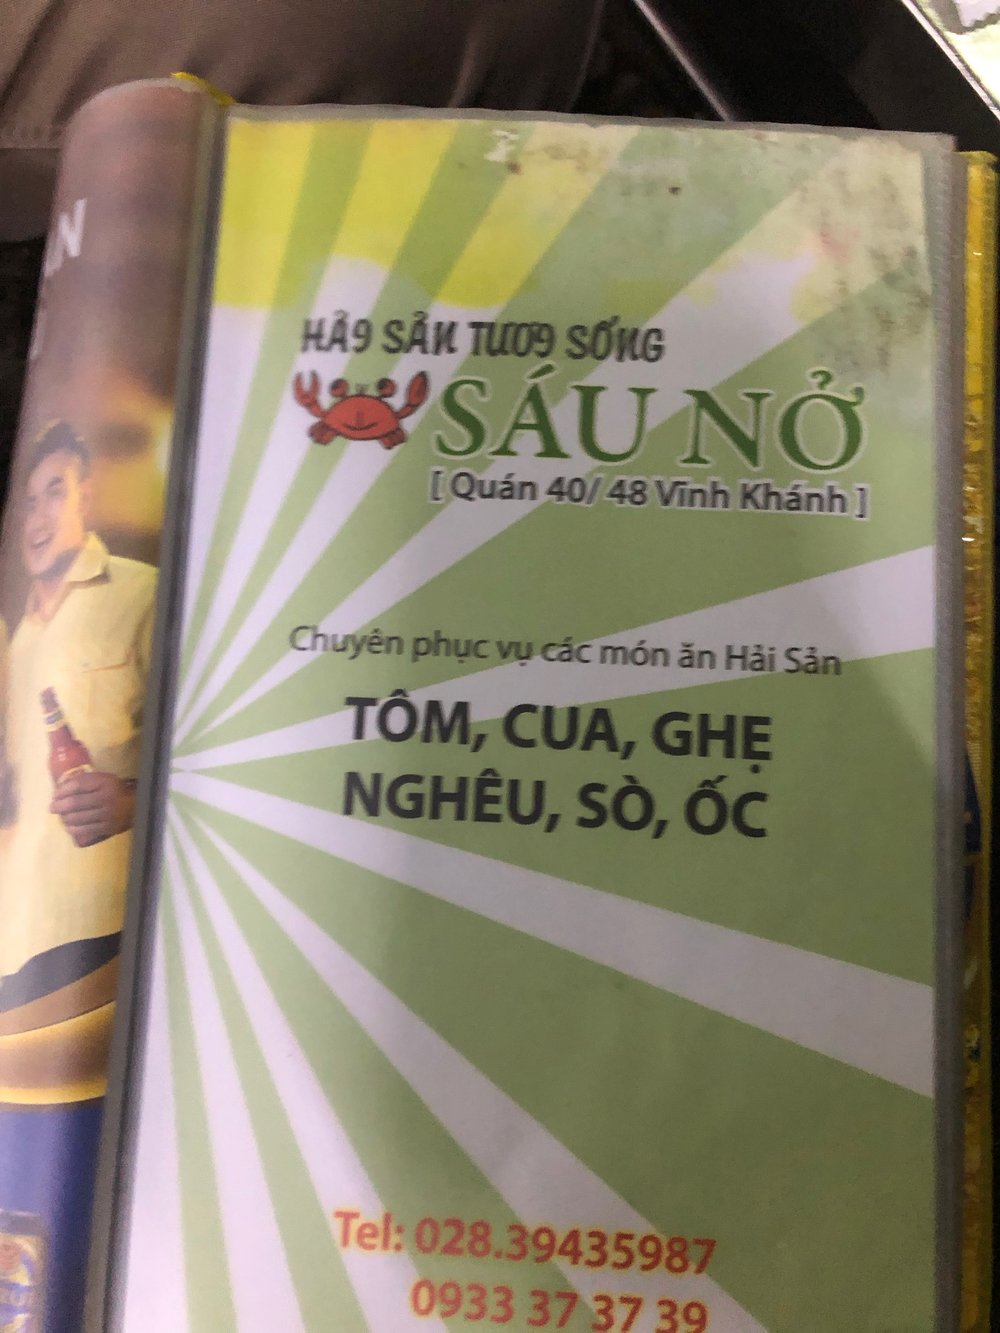 HẢI SẢN TƯƠI SỐNG
SÁU NỞ
[ Quán 40/ 48 Vĩnh Khánh ]
Chuyên phục vụ các món ăn Hải Sản
TÔM, CUA, GHẸ
NGHÊU, SÒ, ỐC
Tel: 028.39435987
0933 37 37 39